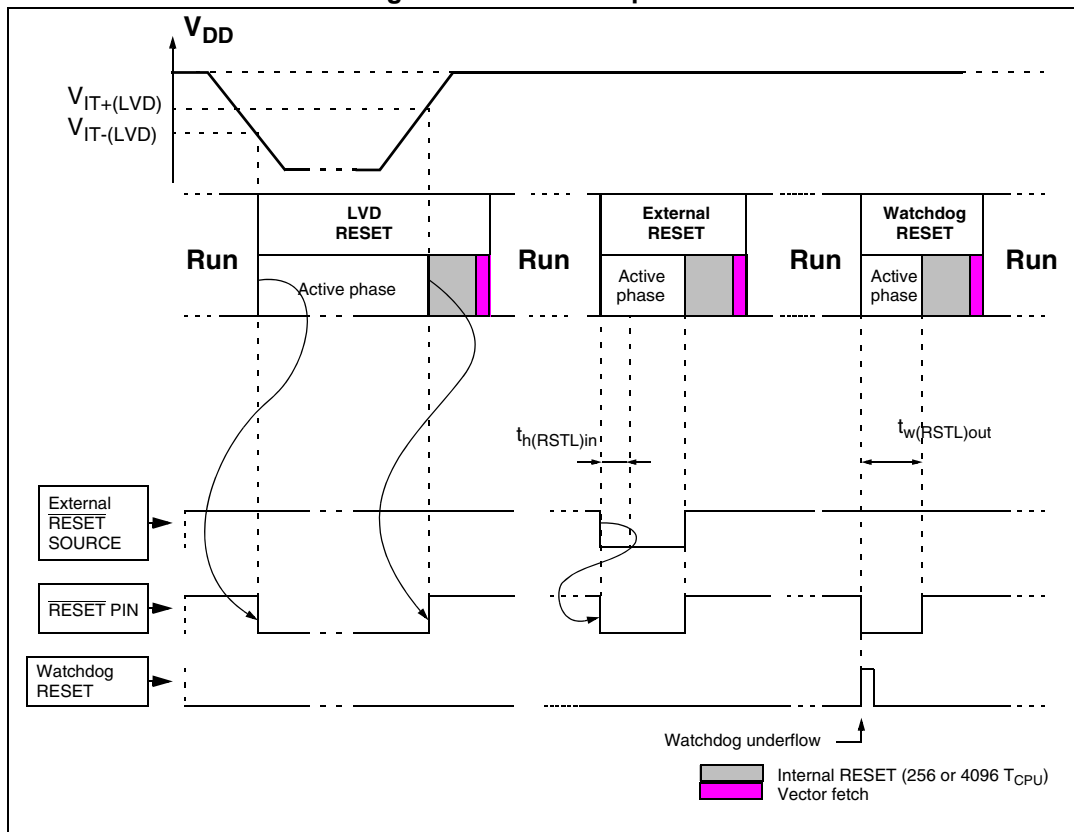 V_DD
V_IT+(LVD)
V_IT-(LVD)
LVD
RESET
External
RESET
Watchdog
RESET
Run
Run
Run
Run
Active phase
Active
phase
Active
phase
t_h(RSTL)in
t_w(RSTL)out
External
RESET
SOURCE
RESET PIN
Watchdog
RESET
Watchdog underflow
Internal RESET (256 or 4096 T_CPU)
Vector fetch